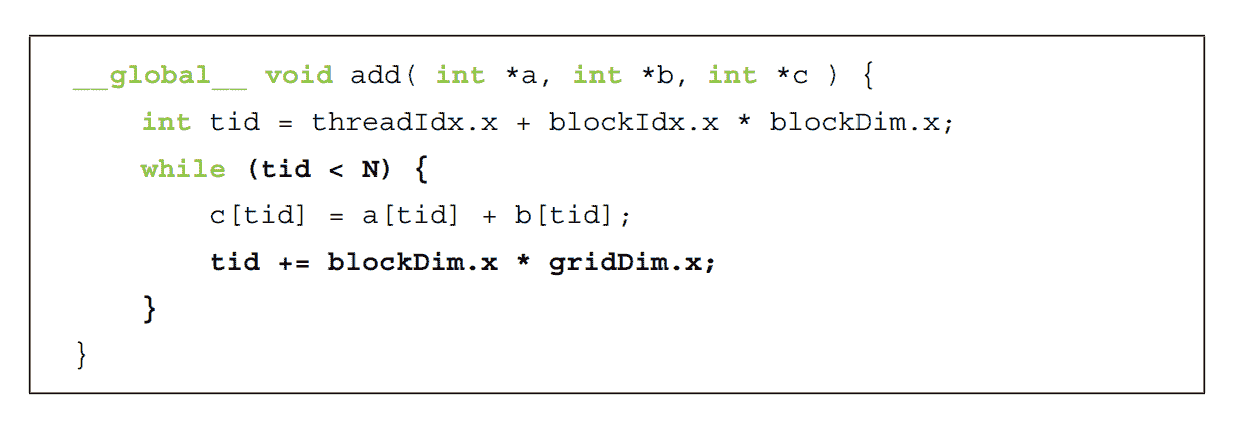 __global__ void add( int *a, int *b, int *c ) {
    int tid = threadIdx.x + blockIdx.x * blockDim.x;
    while (tid < N) {
        c[tid] = a[tid] + b[tid];
        tid += blockDim.x * gridDim.x;
    }
}